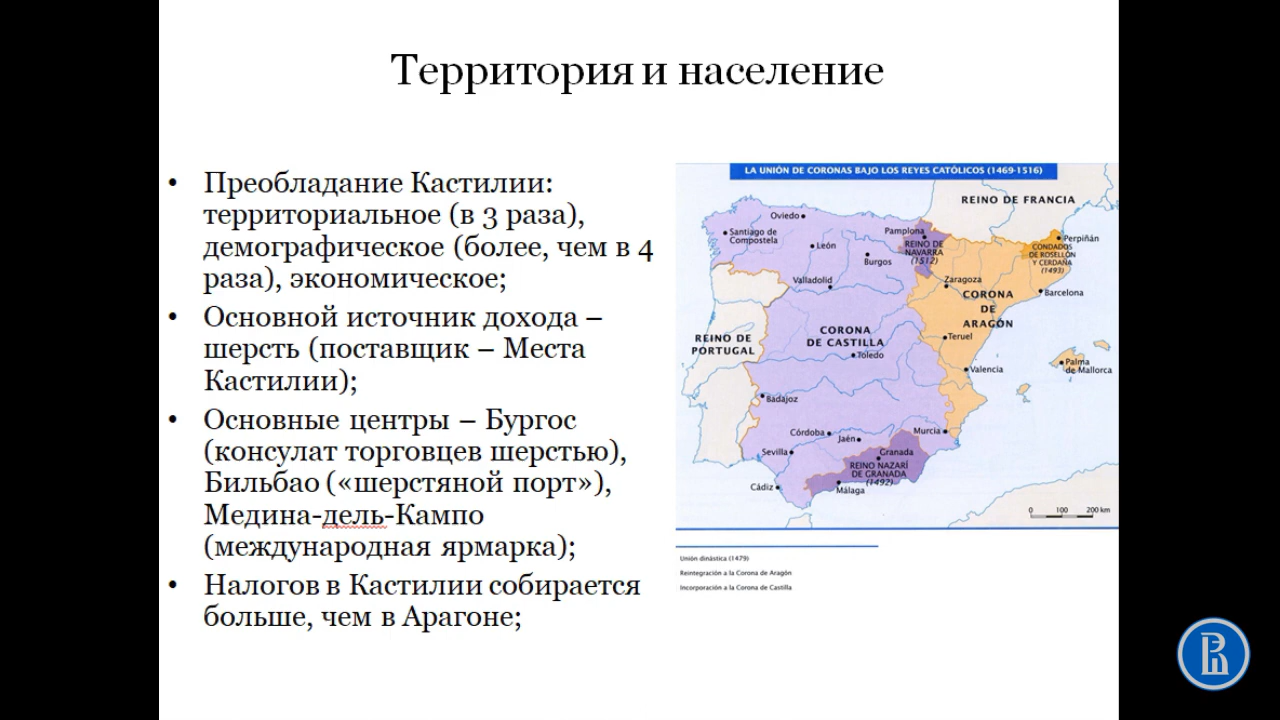 Территория и население
• Преобладание Кастилии:
территориальное (в 3 раза),
демографическое (более, чем в 4
раза), экономическое;
• Основной источник дохода –
шерсть (поставщик – Места
Кастилии);
• Основные центры – Бургос
(консулат торговцев шерстью),
Бильбао («шерстяной порт»),
Медина-дель-Кампо
(международная ярмарка);
• Налогов в Кастилии собирается
больше, чем в Арагоне;
LA UNIÓN DE CORONAS BAJO LOS REYES CATÓLICOS (1469-1516)
REINO DE FRANCIA
Oviedo
Santiago de
Compostela
León
Burgos
Pamplona
REINO DE
NAVARRA
(1512)
Perpiñán
CONDADOS
DE ROSELLÓN
Y CERDAÑA
(1493)
Valladolid
Zaragoza
Barcelona
CORONA
DE
ARAGÓN
REINO DE
PORTUGAL
CORONA
DE CASTILLA
Toledo
Teruel
Valencia
Palma
de Mallorca
Badajoz
Córdoba
Jaén
Murcia
Sevilla
Granada
REINO NAZARÍ
DE GRANADA
(1492)
Cádiz
Málaga
0 100 200 km
Unión dinástica (1479)
Reintegración a la Corona de Aragón
Incorporación a la Corona de Castilla